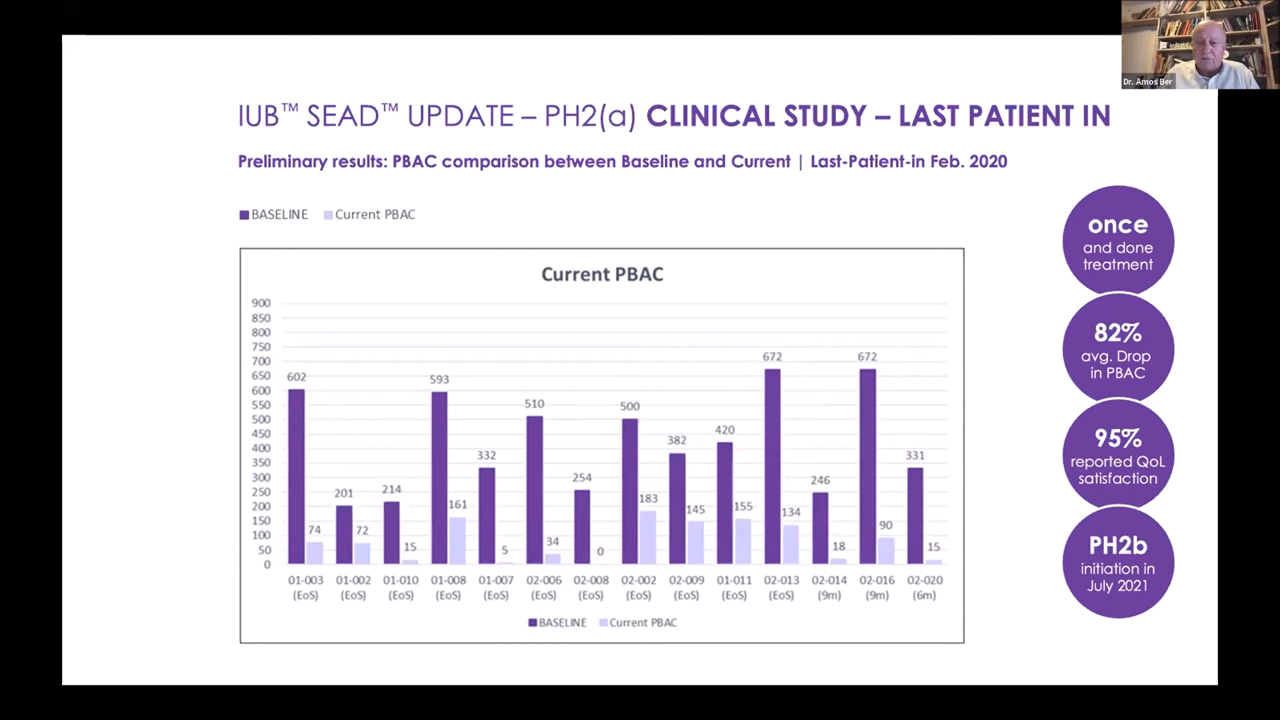 Dr. Amos Ber
IUB™ SEAD™ UPDATE – PH2(a) CLINICAL STUDY – LAST PATIENT IN
Preliminary results: PBAC comparison between Baseline and Current | Last-Patient-in Feb. 2020
BASELINE Current PBAC
Current PBAC
900
850
800
750
700
650
600
550
500
450
400
350
300
250
200
150
100
50
0
602 74 201 72 214 15 593 161 332 5 510 34 254 0 500 183 382 145 420 155 672 134 246 18 672 90 331 15
01-003 01-002 01-010 01-008 01-007 02-006 02-008 02-002 02-009 01-011 02-013 02-014 02-016 02-020
(EoS) (EoS) (EoS) (EoS) (EoS) (EoS) (EoS) (EoS) (EoS) (EoS) (EoS) (9m) (9m) (6m)
BASELINE Current PBAC
once
and done
treatment
82%
avg. Drop
in PBAC
95%
reported QoL
satisfaction
PH2b
initiation in
July 2021